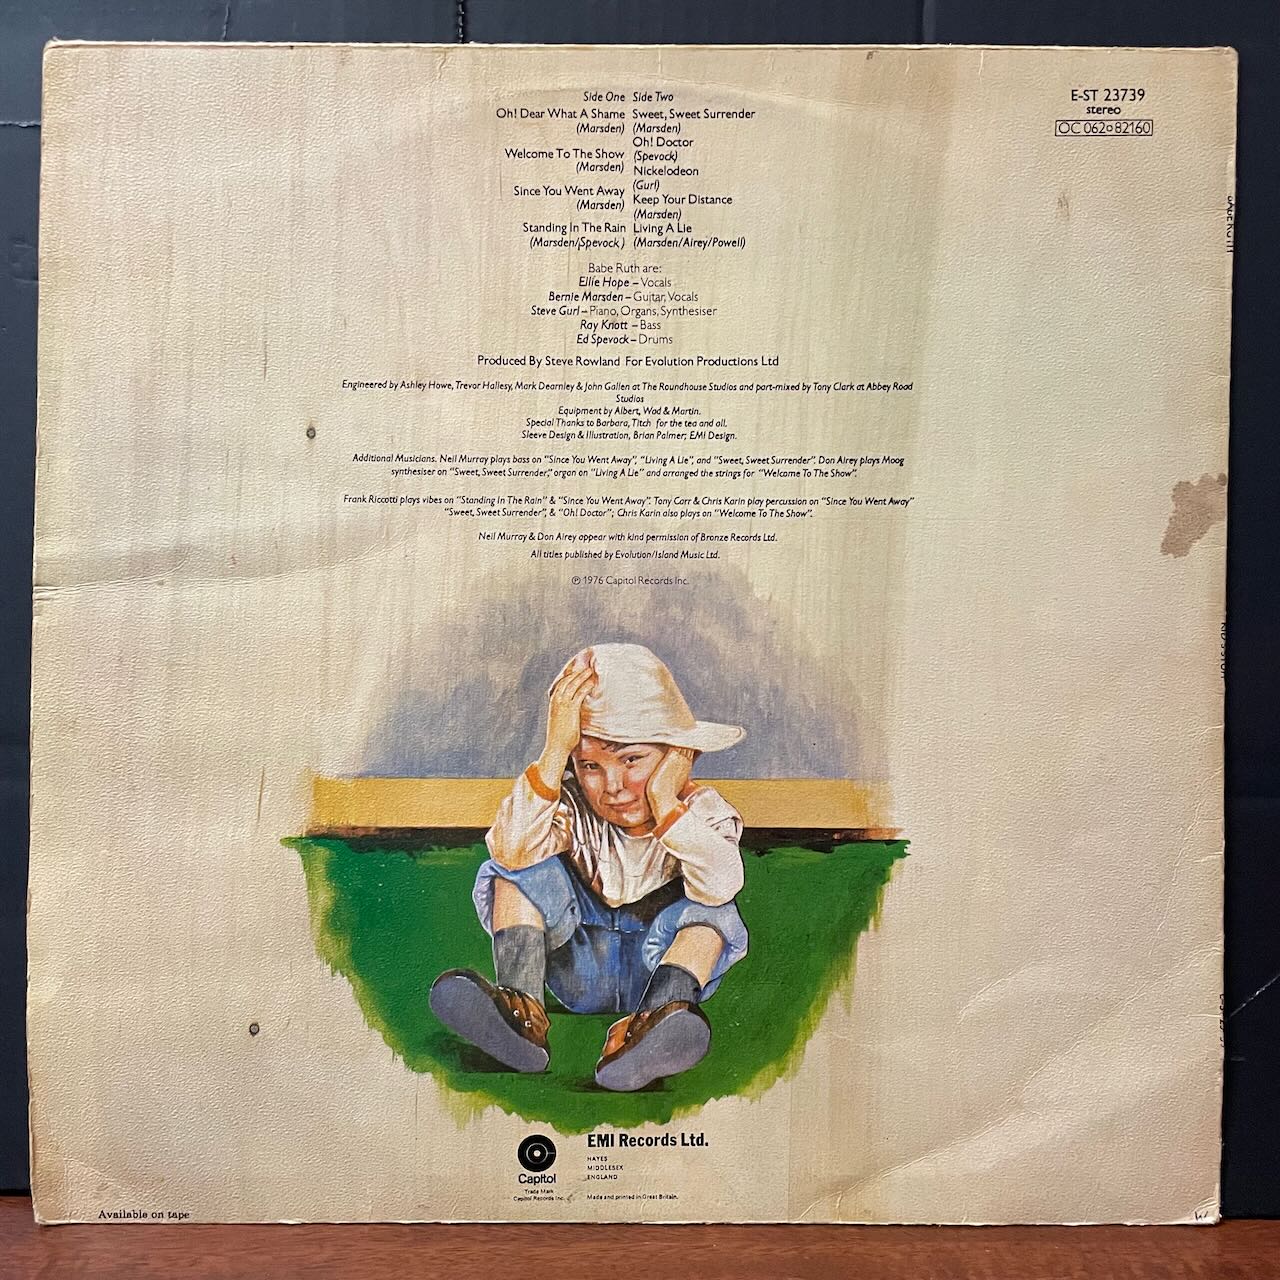 Side One Side Two
Oh! Dear What A Shame Sweet, Sweet Surrender
(Marsden) (Marsden)
Oh! Doctor
Welcome To The Show (Spevock)
(Marsden) Nickelodeon
(Gurl)
Since You Went Away Keep Your Distance
(Marsden) (Marsden)
Standing In The Rain Living A Lie
(Marsden/Spevock) (Marsden/Airey/Powell)
E-ST 23739
stereo
OC 062 82160
Babe Ruth are:
Ellie Hope – Vocals
Bernie Marsden – Guitar, Vocals
Steve Gurl – Piano, Organs, Synthesiser
Ray Knott – Bass
Ed Spevock – Drums
Produced By Steve Rowland For Evolution Productions Ltd
Engineered by Ashley Howe, Trevor Hallesy, Mark Dearnley & John Gallen at The Roundhouse Studios and part-mixed by Tony Clark at Abbey Road
Studios
Equipment by Albert, Wad & Martin.
Special Thanks to Barbara, Titch for the tea and all.
Sleeve Design & Illustration, Brian Palmer; EMI Design.
Additional Musicians. Neil Murray plays bass on "Since You Went Away", "Living A Lie", and "Sweet, Sweet Surrender". Don Airey plays Moog
synthesiser on "Sweet, Sweet Surrender," organ on "Living A Lie" and arranged the strings for "Welcome To The Show".
Frank Riccotti plays vibes on "Standing In The Rain" & "Since You Went Away". Tony Carr & Chris Karin play percussion on "Since You Went Away"
"Sweet, Sweet Surrender", & "Oh! Doctor"; Chris Karin also plays on "Welcome To The Show".
Neil Murray & Don Airey appear with kind permission of Bronze Records Ltd.
All titles published by Evolution/Island Music Ltd.
℗ 1976 Capitol Records Inc.
EMI Records Ltd.
HAYES
MIDDLESEX
ENGLAND
Made and printed in Great Britain.
Capitol
Trade Mark
Capitol Records Inc.
Available on tape